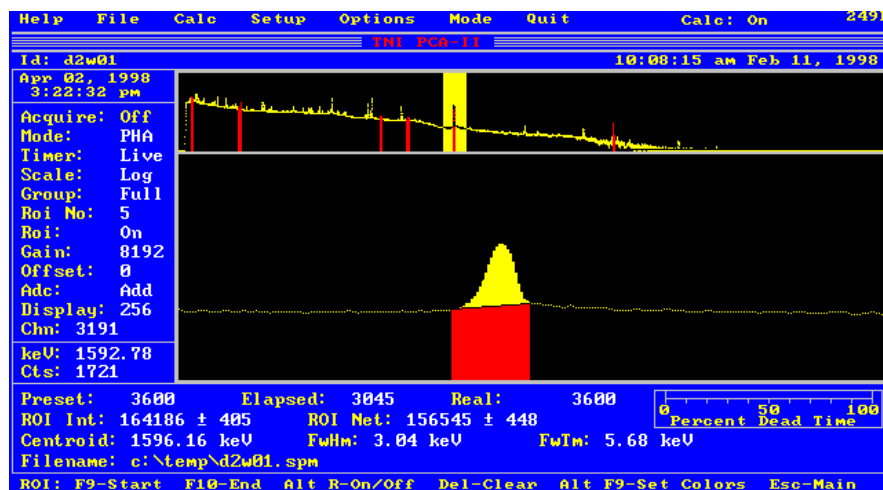 Help File Calc Setup Options Mode Quit Calc: On
TNI PCA-II
Id: d2w01 10:08:15 am Feb 11, 1998
Apr 02, 1998
3:22:32 pm
Acquire: Off
Mode: PHA
Timer: Live
Scale: Log
Group: Full
Roi No: 5
Roi: On
Gain: 8192
Offset: 0
Adc: Add
Display: 256
Chn: 3191
keV: 1592.78
Cts: 1721
Preset: 3600 Elapsed: 3045 Real: 3600
0 50 100
Percent Dead Time
ROI Int: 164186 ± 405 ROI Net: 156545 ± 448
Centroid: 1596.16 keV FwHm: 3.04 keV FwTm: 5.68 keV
Filename: c:\temp\d2w01.spm
ROI: F9-Start F10-End Alt R-On/Off Del-Clear Alt F9-Set Colors Esc-Main